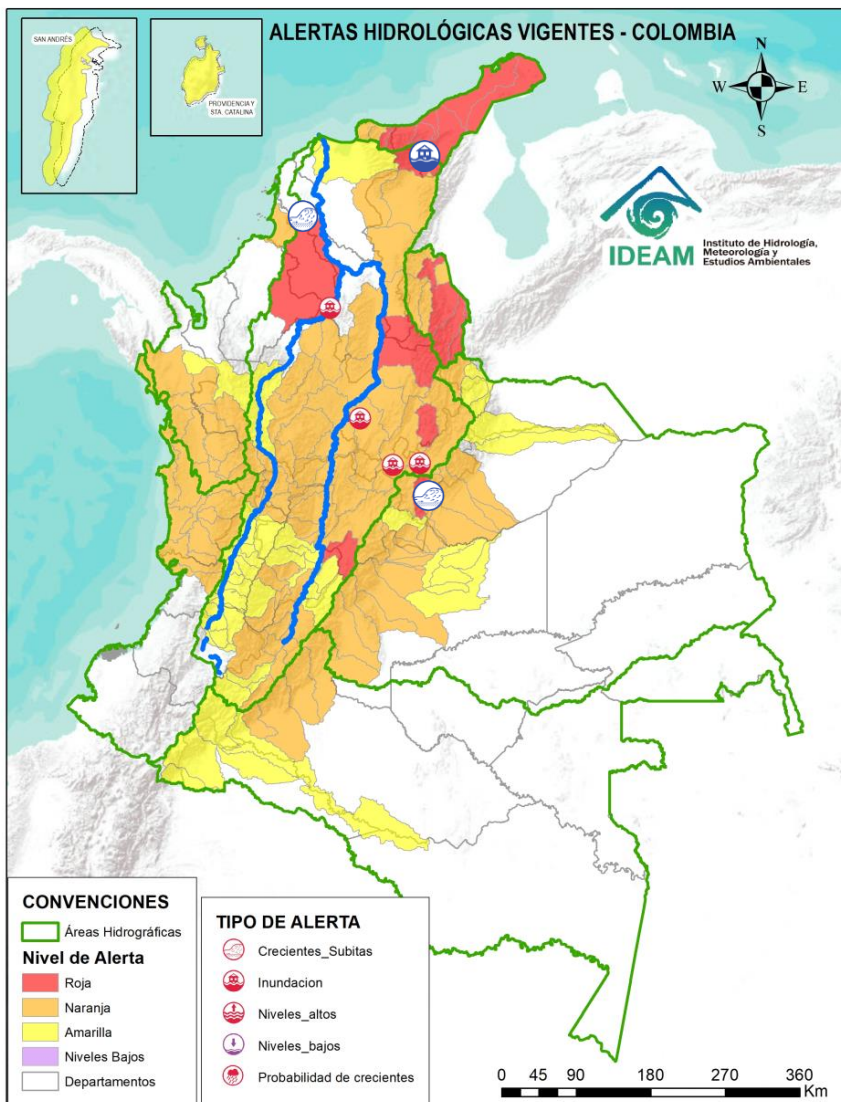 ALERTAS HIDROLÓGICAS VIGENTES - COLOMBIA
SAN ANDRÉS
PROVIDENCIA Y
STA. CATALINA
N
W
E
S
IDEAM
Instituto de Hidrología,
Meteorología y
Estudios Ambientales
CONVENCIONES
Áreas Hidrográficas
Nivel de Alerta
Roja
Naranja
Amarilla
Niveles Bajos
Departamentos
TIPO DE ALERTA
Crecientes_Subitas
Inundacion
Niveles_altos
Niveles_bajos
Probabilidad de crecientes
0 45 90 180 270 360
Km